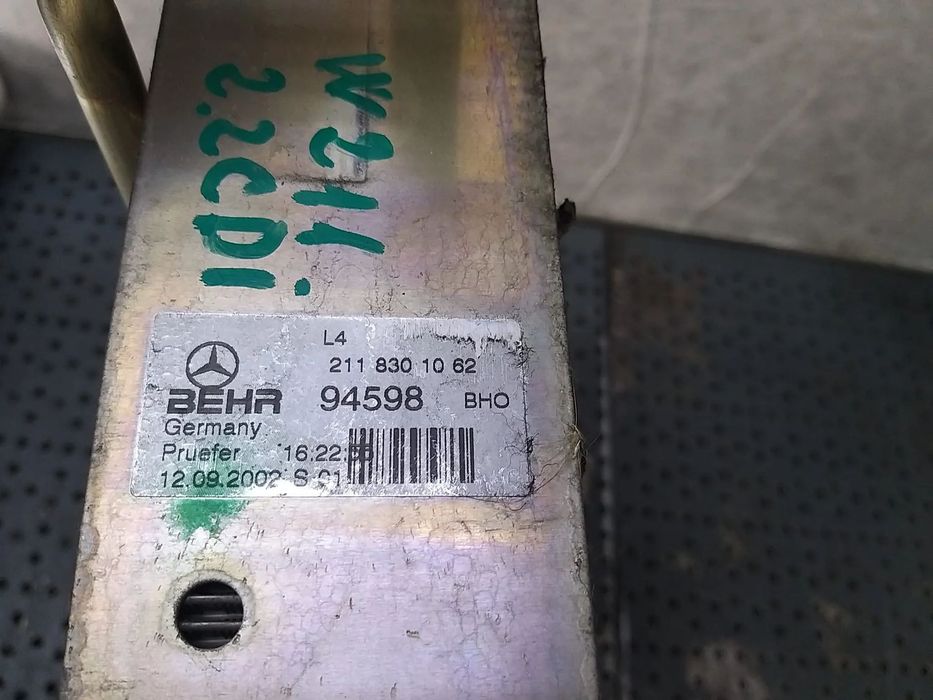 W211.
2.2CDI
L4
211 830 10 62
BEHR 94598 BHO
Germany
Pruefer 16:22:
12.09.2002 S 01